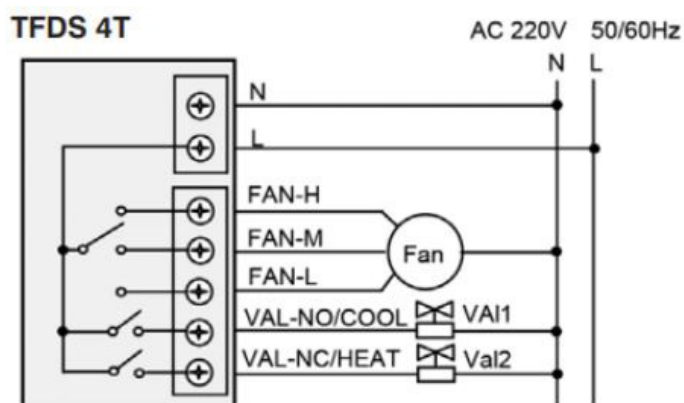 TFDS 4T
AC 220V 50/60Hz
N L
N
L
FAN-H
FAN-M
Fan
FAN-L
VAL-NO/COOL VAl1
VAL-NC/HEAT Val2